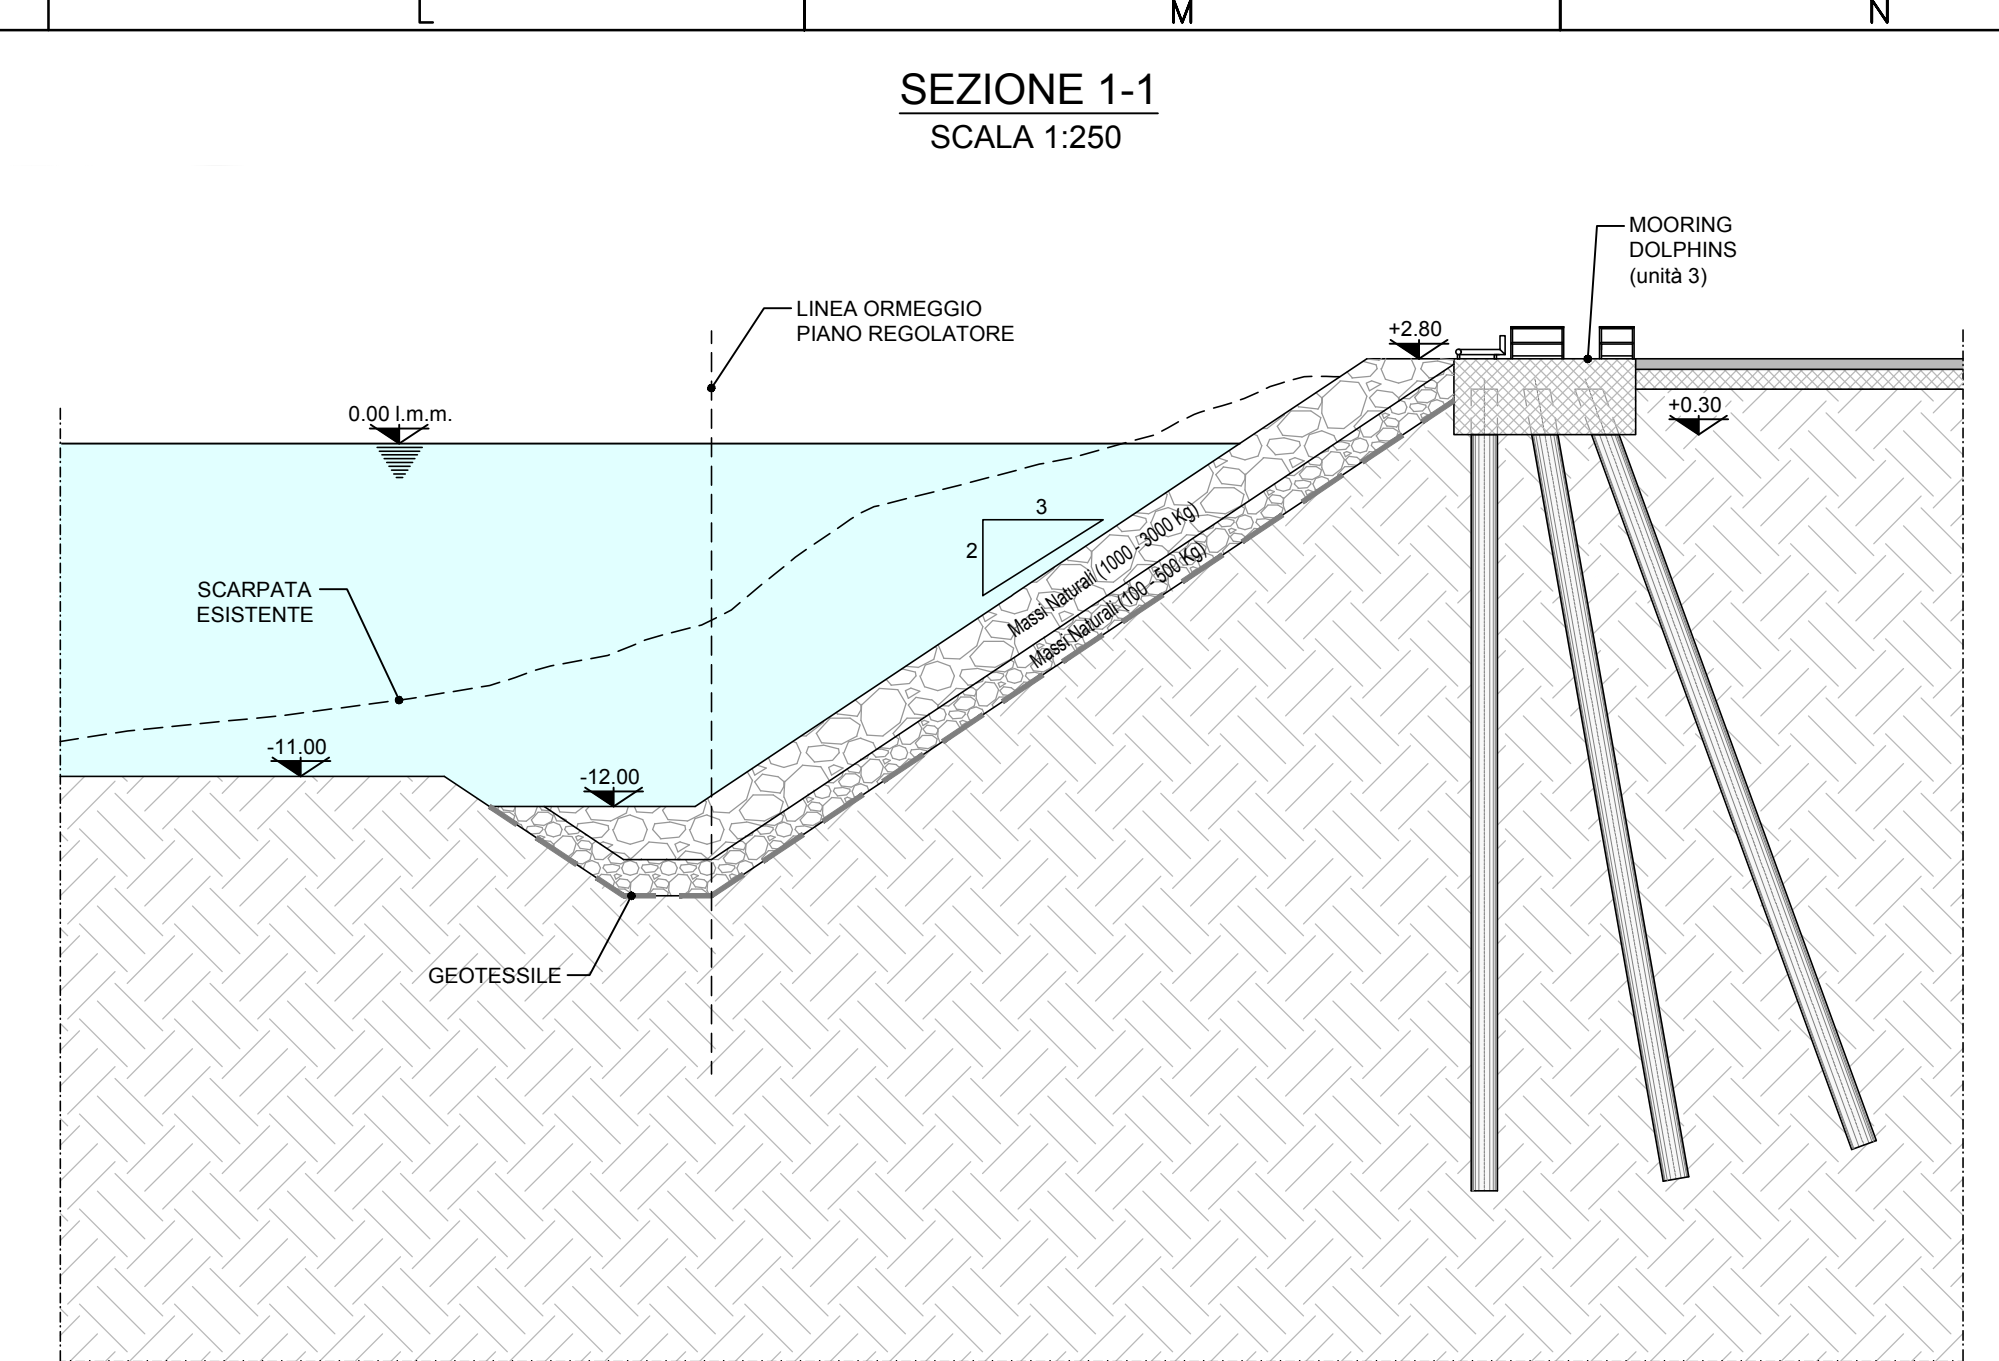 L
M
N
SEZIONE 1-1
SCALA 1:250
MOORING
DOLPHINS
(unità 3)
LINEA ORMEGGIO
PIANO REGOLATORE
+2.80
0.00 l.m.m.
+0.30
3
2
Massi Naturali (1000 - 3000 Kg)
Massi Naturali (100 - 500 Kg)
SCARPATA
ESISTENTE
-11.00
-12.00
GEOTESSILE